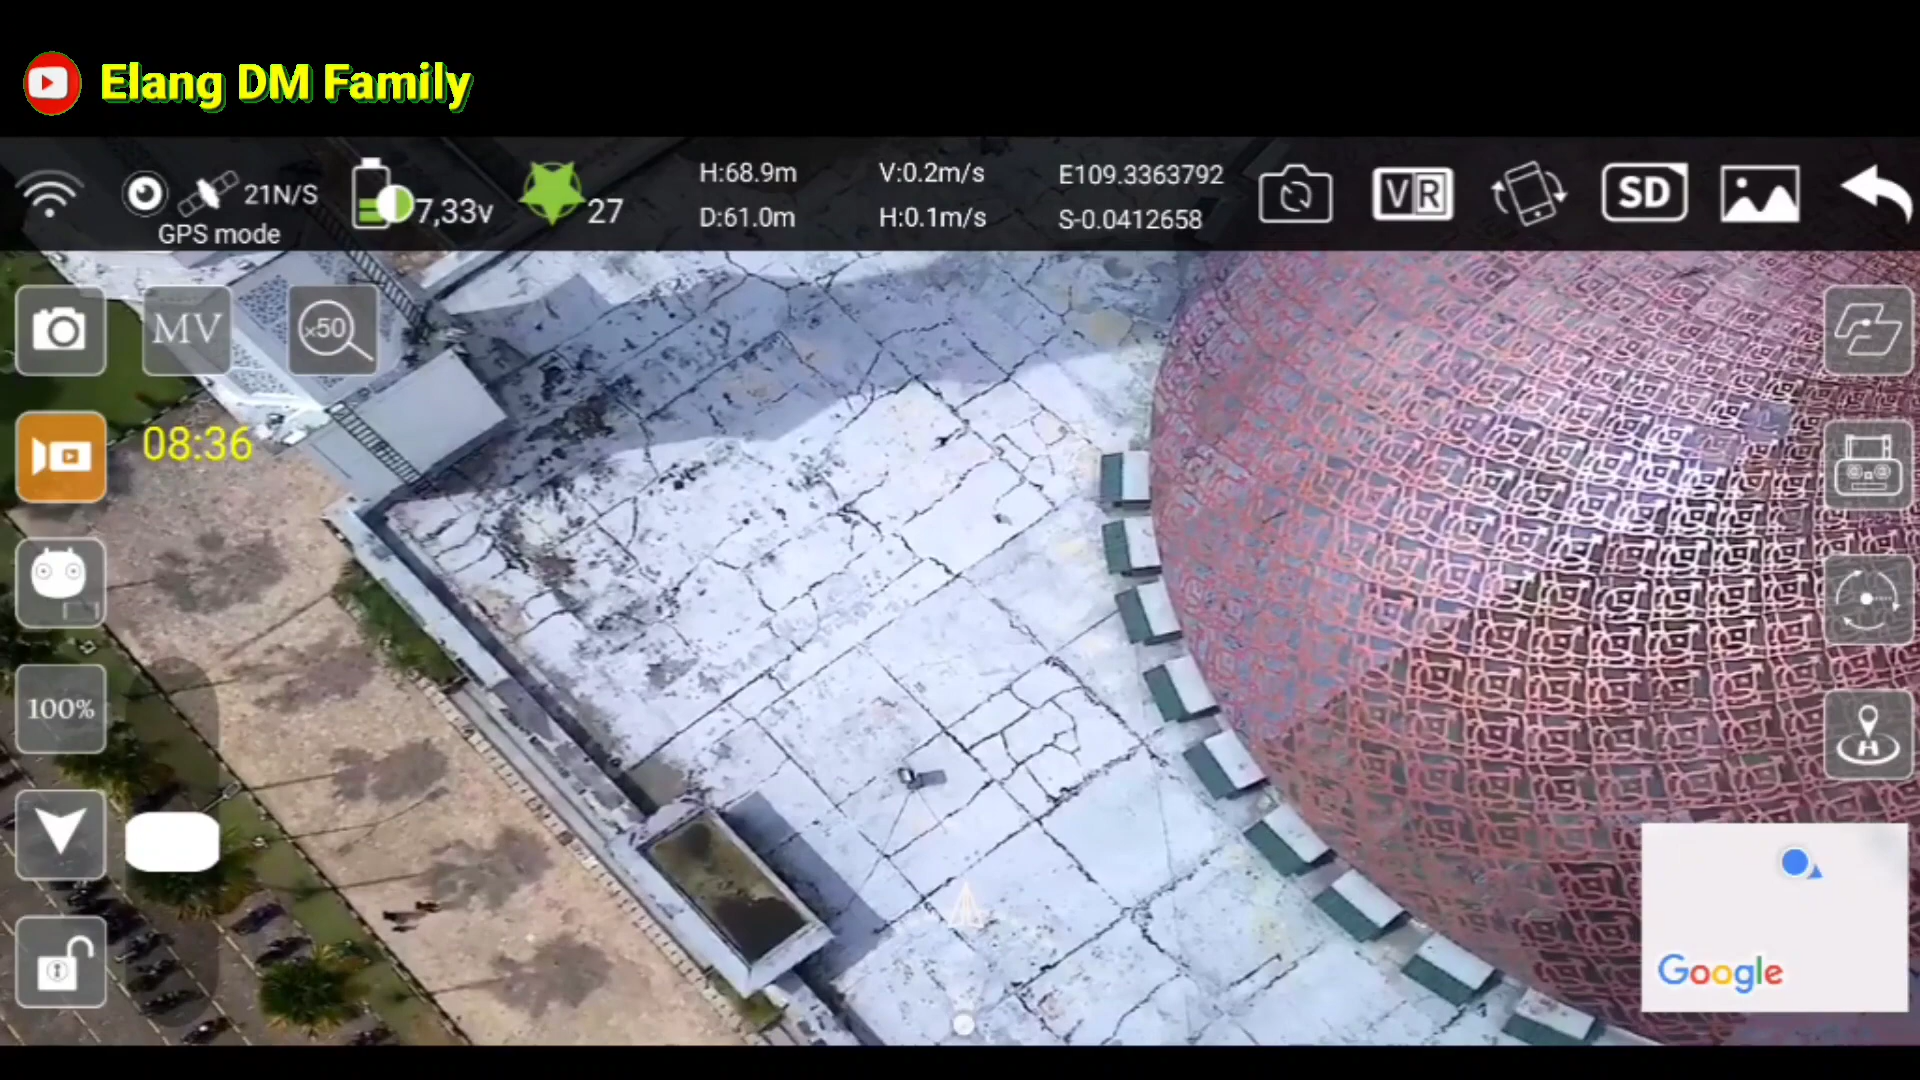 Elang DM Family
21N/S
GPS mode
7,33v
27
H:68.9m
D:61.0m
V:0.2m/s
H:0.1m/s
E109.3363792
S-0.0412658
VR
SD
MV
x50
08:36
100%
H
Google